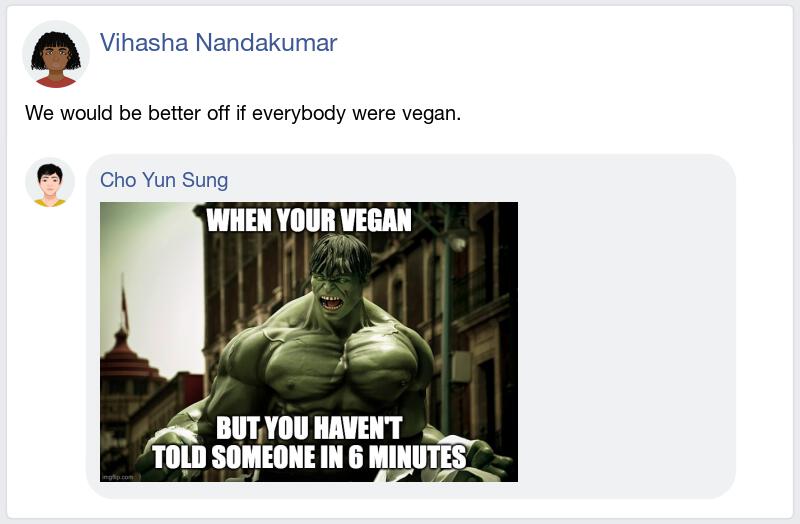 Vihasha Nandakumar
We would be better off if everybody were vegan.
Cho Yun Sung
WHEN YOUR VEGAN
BUT YOU HAVEN'T
TOLD SOMEONE IN 6 MINUTES
imgflip.com